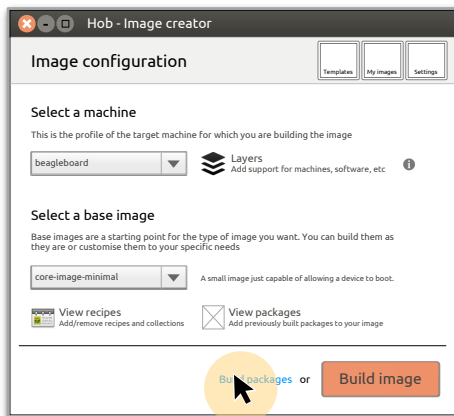 Hob - Image creator
Image configuration
Templates
My images
Settings
Select a machine
This is the profile of the target machine for which you are building the image
beagleboard
Layers
Add support for machines, software, etc
i
Select a base image
Base images are a starting point for the type of image you want. You can build them as
they are or customise them to your specific needs
core-image-minimal
A small image just capable of allowing a device to boot.
View recipes
Add/remove recipes and collections
View packages
Add previously built packages to your image
Build packages or
Build image